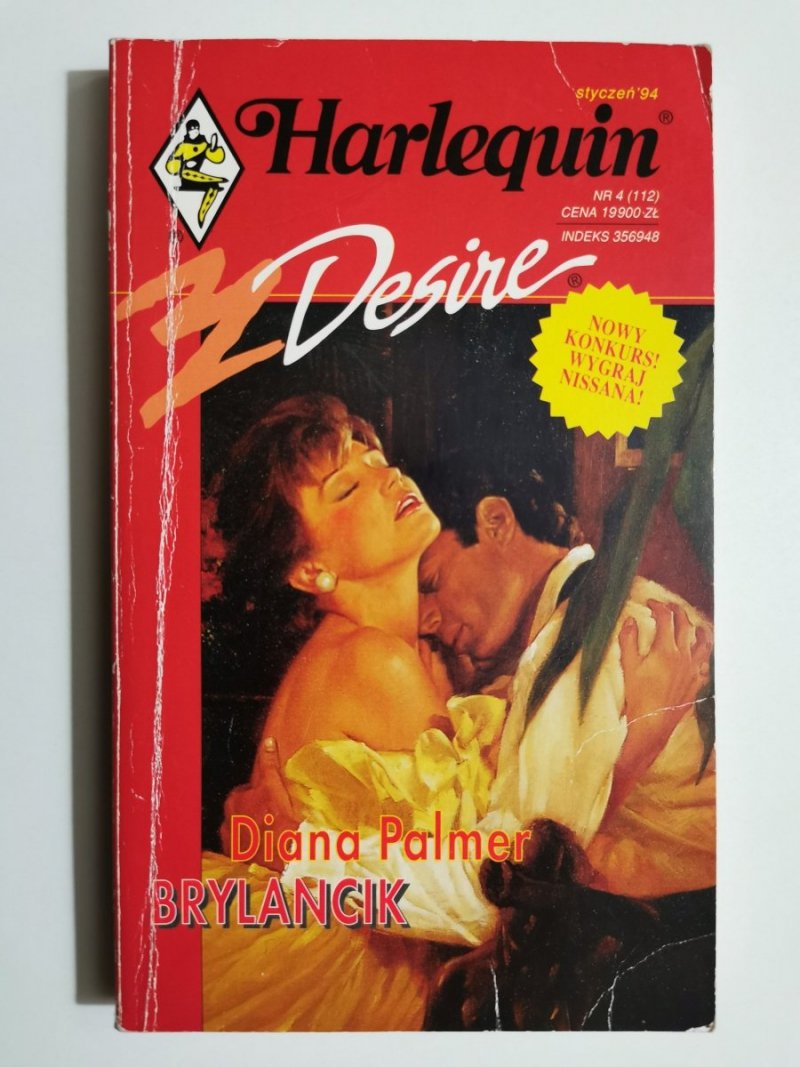 styczeń'94
Harlequin®
NR 4 (112)
CENA 19900 ZŁ
INDEKS 356948
Desire®
NOWY
KONKURS!
WYGRAJ
NISSANA!
Diana Palmer
BRYLANCIK